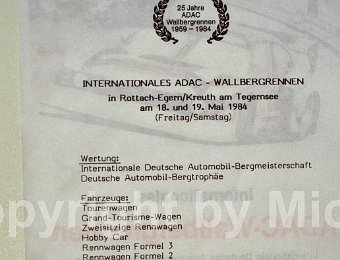 25 Jahre
ADAC
Wallbergrennen
1959 - 1984
INTERNATIONALES ADAC - WALLBERGRENNEN
in Rottach-Egern/Kreuth am Tegernsee
am 18. und 19. Mai 1984
(Freitag/Samstag)
Wertung:
Internationale Deutsche Automobil-Bergmeisterschaft
Deutsche Automobil-Bergtrophäe
Fahrzeuge:
Tourenwagen
Grand-Tourisme-Wagen
Zweisitzige Rennwagen
Hobby Car
Rennwagen Formel 3
Rennwagen Formel 2
opyright by Mic